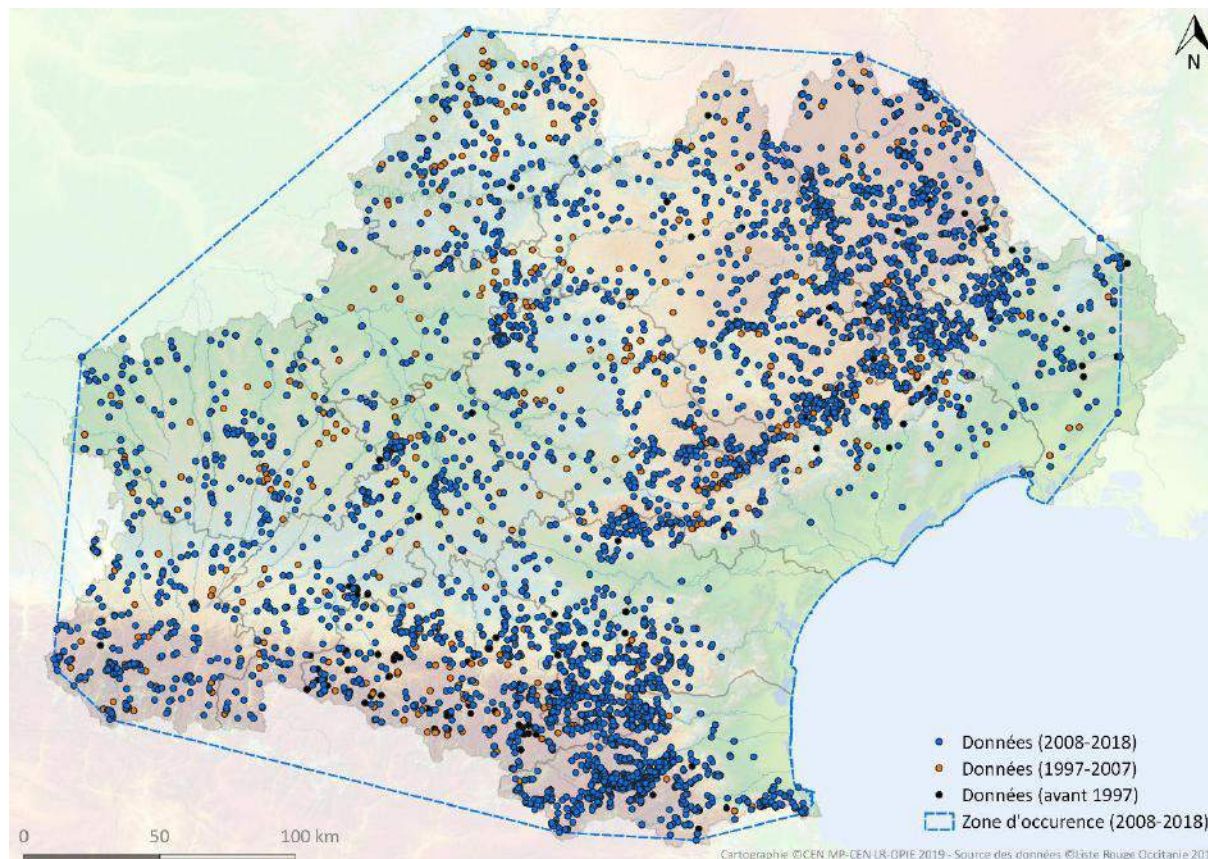 N
Données (2008-2018)
Données (1997-2007)
Données (avant 1997)
Zone d'occurence (2008-2018)
0 50 100 km
Cartographie ©CEN MP-CEN LR-OPIE 2019 - Source des données ©Liste Rouge Occitanie 201